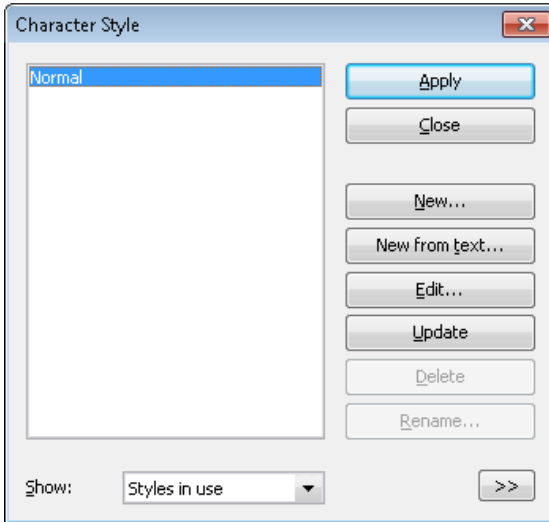 Character Style
Normal
Apply
Close
New...
New from text...
Edit...
Update
Delete
Rename...
Show:
Styles in use
>>